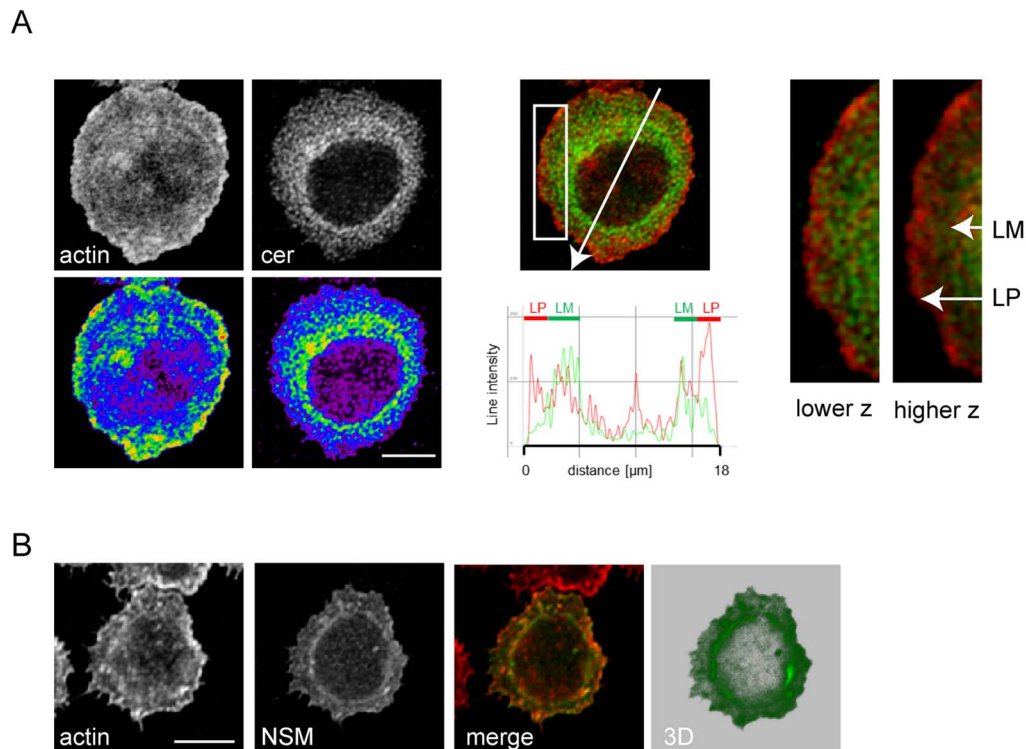 A
actin
cer
LP LM LM LP
Line intensity
0
distance [µm]
18
LM
LP
lower z
higher z
B
actin
NSM
merge
3D